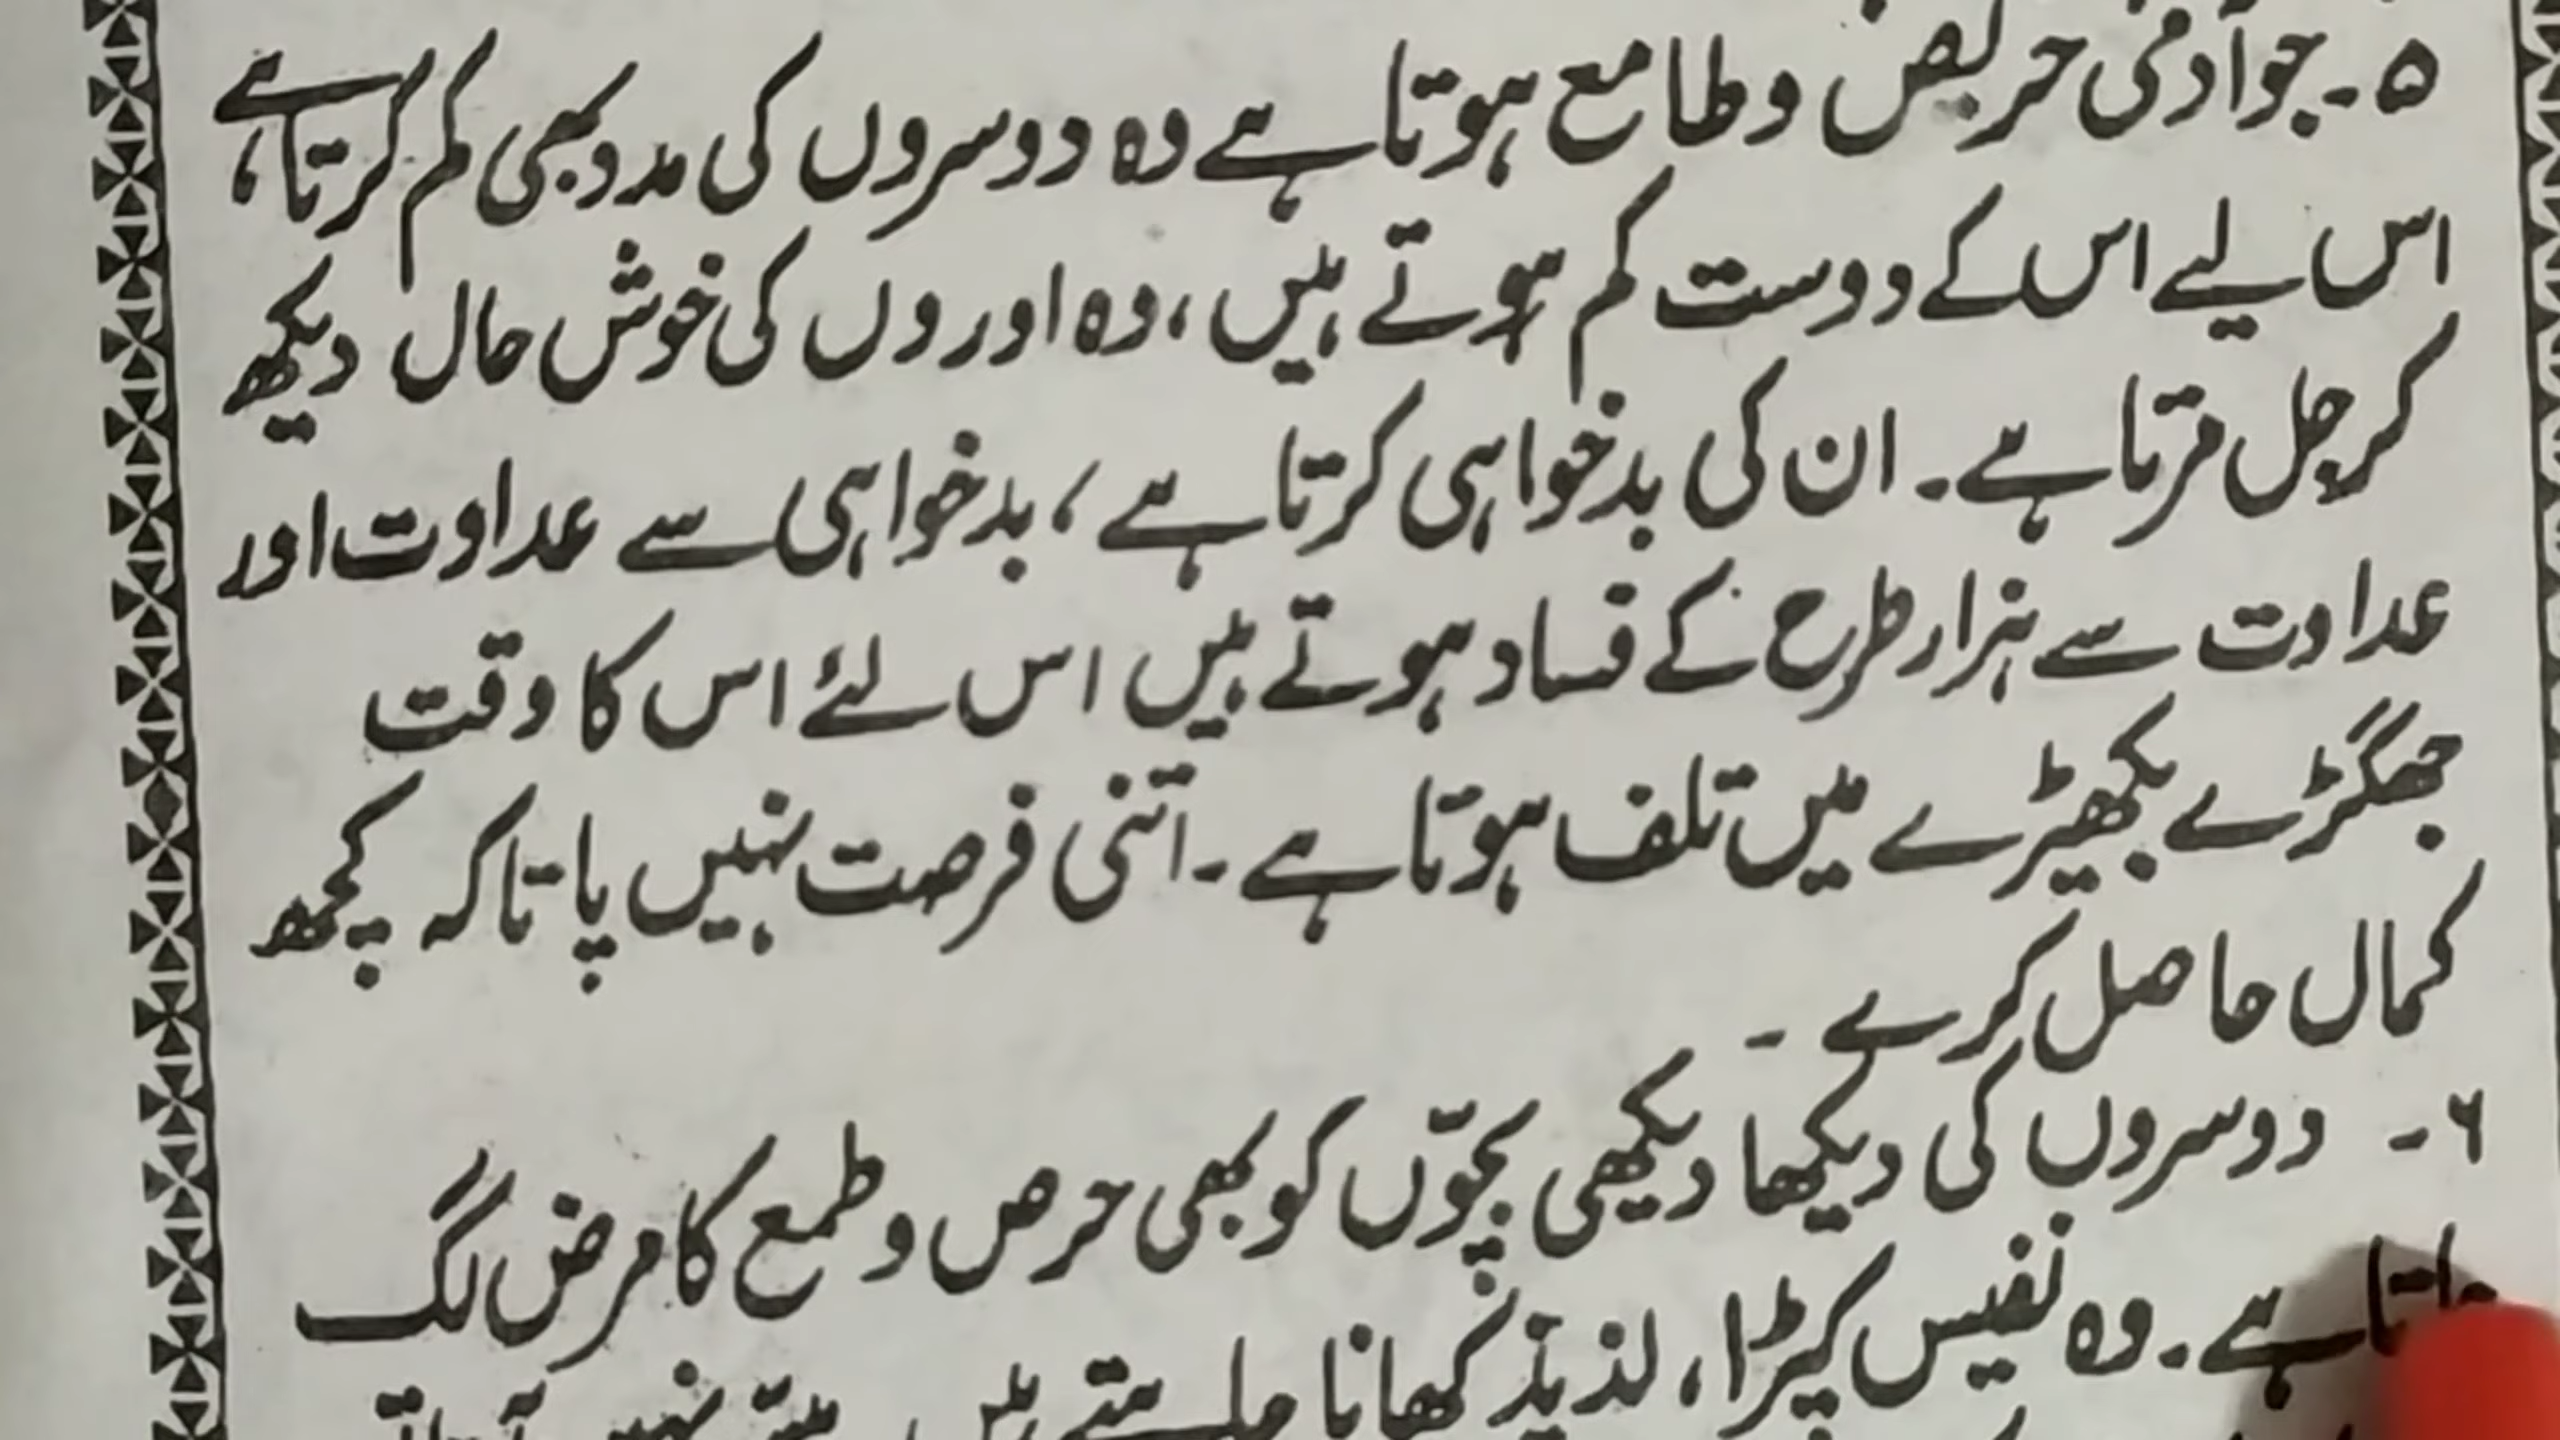 ۵۔ جو آدمی حریص و طامع ہوتا ہے وہ دوسروں کی مدد بھی کم کرتا ہے،
اس لیے اس کے دوست کم ہوتے ہیں، وہ اوروں کی خوش حال دیکھ
کر جل مرتا ہے۔ ان کی بدخواہی کرتا ہے، بدخواہی سے عداوت اور
عداوت سے ہزار طرح کے فساد ہوتے ہیں اس لئے اس کا وقت
جھگڑے بکھیڑے میں تلف ہوتا ہے۔ اتنی فرصت نہیں پاتا کہ کچھ
کمال حاصل کرے۔
۶۔ دوسروں کی دیکھا دیکھی بچّوں کو بھی حرص و طمع کا مرض لگ
جاتا ہے۔ وہ نفیس کپڑا، لذیذ کھانا چاہتے ہیں